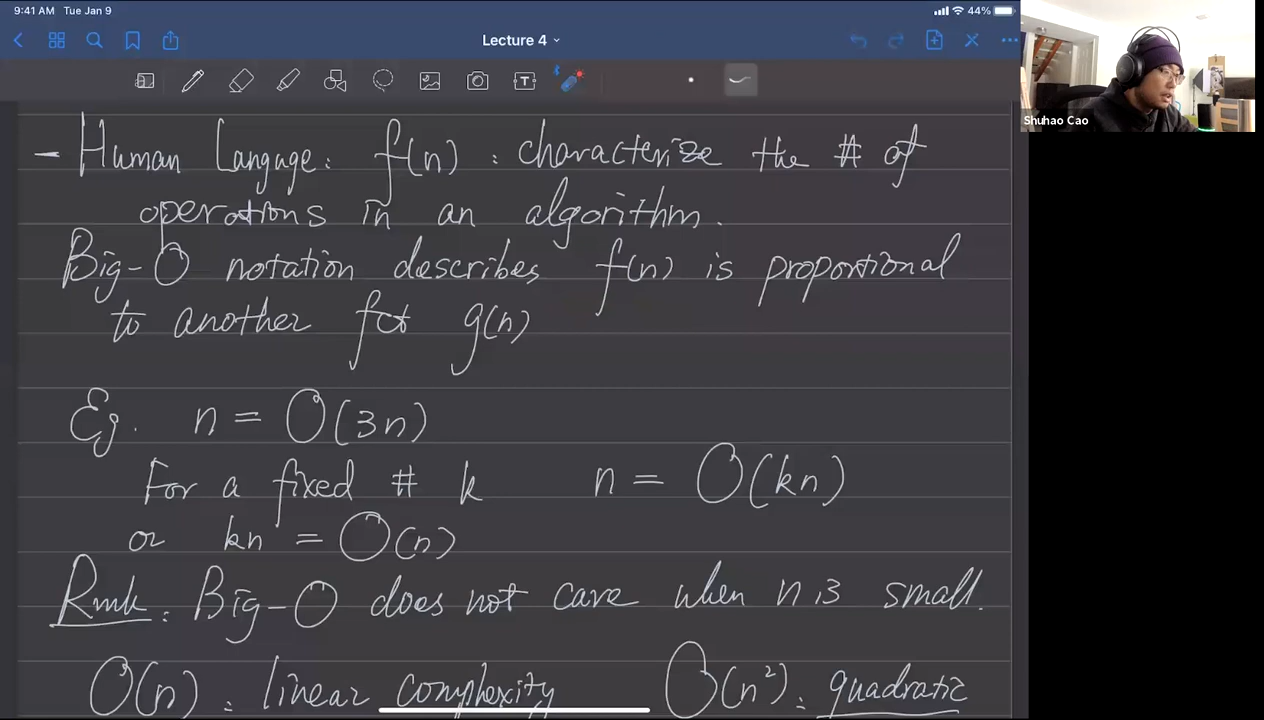 9:41 AM Tue Jan 9 44%
Lecture 4
Shuhao Cao
- Human Languge: f(n): characterize the # of
operations in an algorithm.
Big-O notation describes f(n) is proportional
to another fct g(n)
Eg. n = O(3n)
For a fixed # k n = O(kn)
or kn = O(n)
Rmk: Big-O does not care when n is small.
O(n): linear complexity O(n²): quadratic